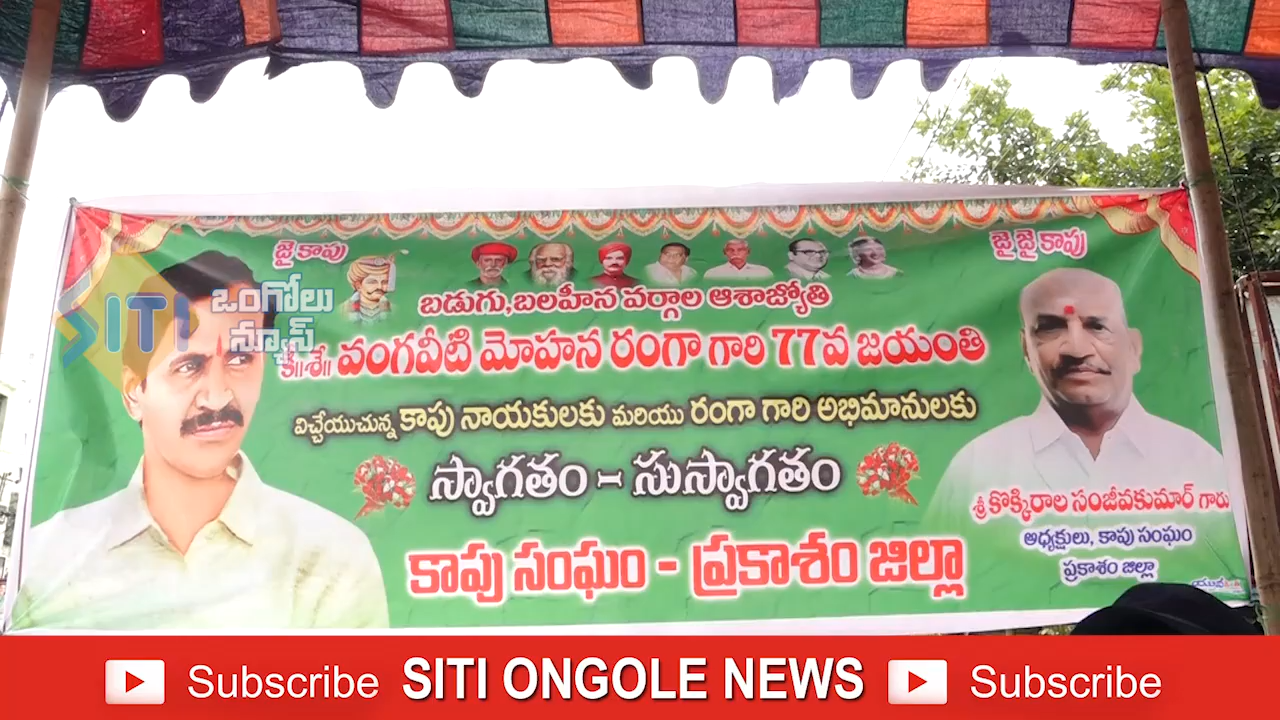 జై కాపు
జై జై కాపు
SITI ఒంగోలు
న్యూస్
బడుగు, బలహీన వర్గాల ఆశాజ్యోతి
కీ||శే|| వంగవీటి మోహన రంగా గారి 77వ జయంతి
విచ్చేయుచున్న కాపు నాయకులకు మరియు రంగా గారి అభిమానులకు
స్వాగతం - సుస్వాగతం
కాపు సంఘం - ప్రకాశం జిల్లా
శ్రీ కొక్కిరాల సంజీవకుమార్ గారు
అధ్యక్షులు, కాపు సంఘం
ప్రకాశం జిల్లా
Subscribe SITI ONGOLE NEWS Subscribe